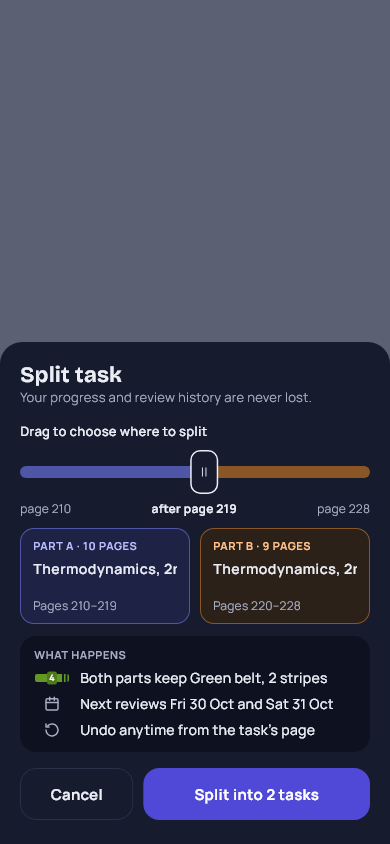 Split task
Your progress and review history are never lost.
Drag to choose where to split
page 210
after page 219
page 228
PART A · 10 PAGES
Thermodynamics, 2
Pages 210–219
PART B · 9 PAGES
Thermodynamics, 2
Pages 220–228
WHAT HAPPENS
4
Both parts keep Green belt, 2 stripes
Next reviews Fri 30 Oct and Sat 31 Oct
Undo anytime from the task's page
Cancel
Split into 2 tasks